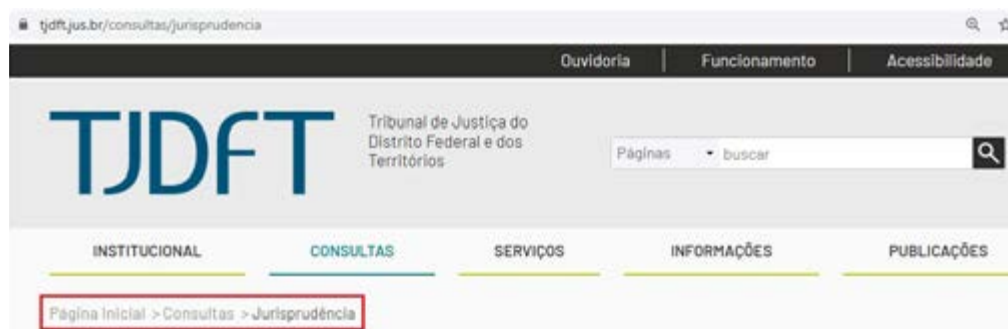 tjdft.jus.br/consultas/jurisprudencia
Ouvidoria | Funcionamento | Acessibilidade
TJDFT
Tribunal de Justiça do
Distrito Federal e dos
Territórios
Páginas buscar
INSTITUCIONAL CONSULTAS SERVIÇOS INFORMAÇÕES PUBLICAÇÕES
Página Inicial > Consultas > Jurisprudência